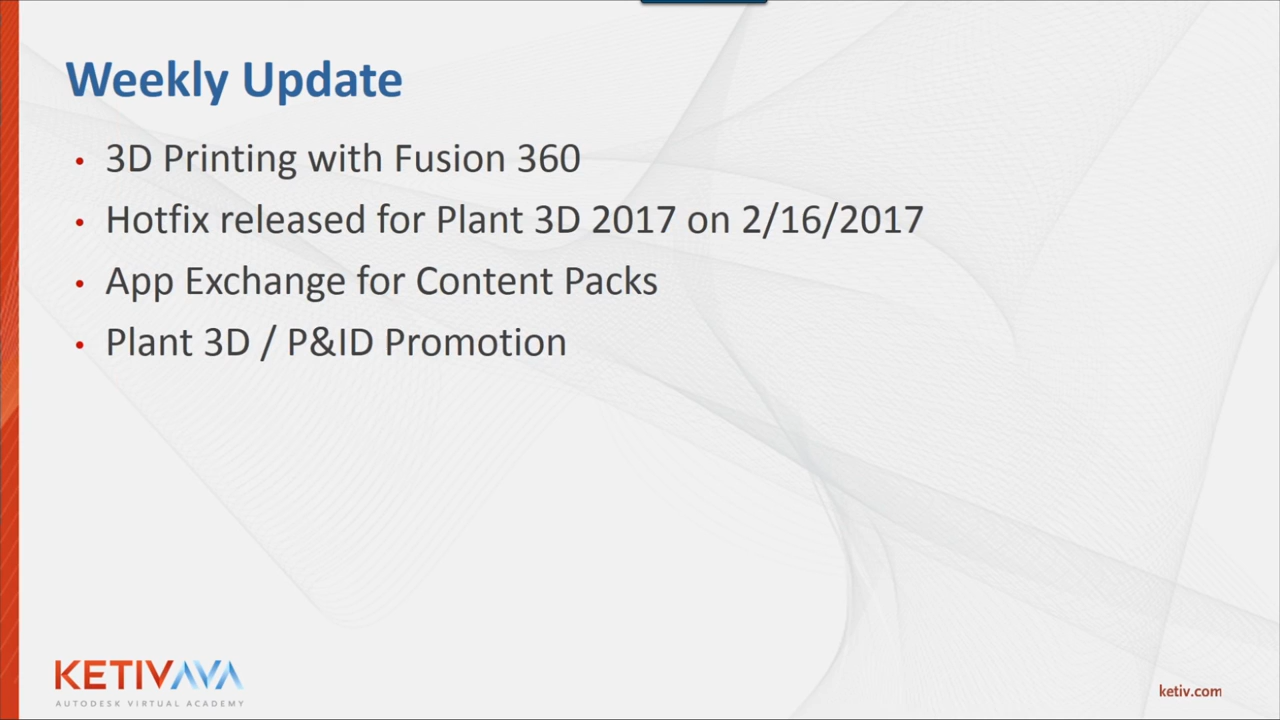 Weekly Update
• 3D Printing with Fusion 360
• Hotfix released for Plant 3D 2017 on 2/16/2017
• App Exchange for Content Packs
• Plant 3D / P&ID Promotion
KETIVAVA
AUTODESK VIRTUAL ACADEMY
ketiv.com